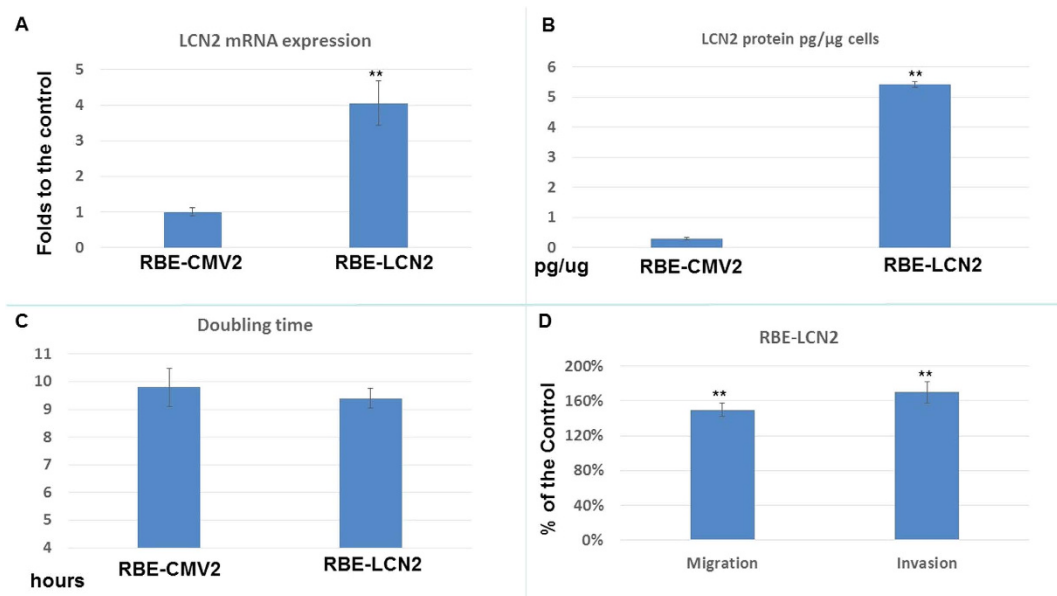 A
LCN2 mRNA expression
Folds to the control
5
4
3
2
1
0
**
RBE-CMV2
RBE-LCN2
B
LCN2 protein pg/µg cells
6
5
4
3
2
1
0
**
pg/ug
RBE-CMV2
RBE-LCN2
C
Doubling time
11
10
9
8
7
6
5
4
hours
RBE-CMV2
RBE-LCN2
D
RBE-LCN2
% of the Control
200%
160%
120%
80%
40%
0%
**
**
Migration
Invasion